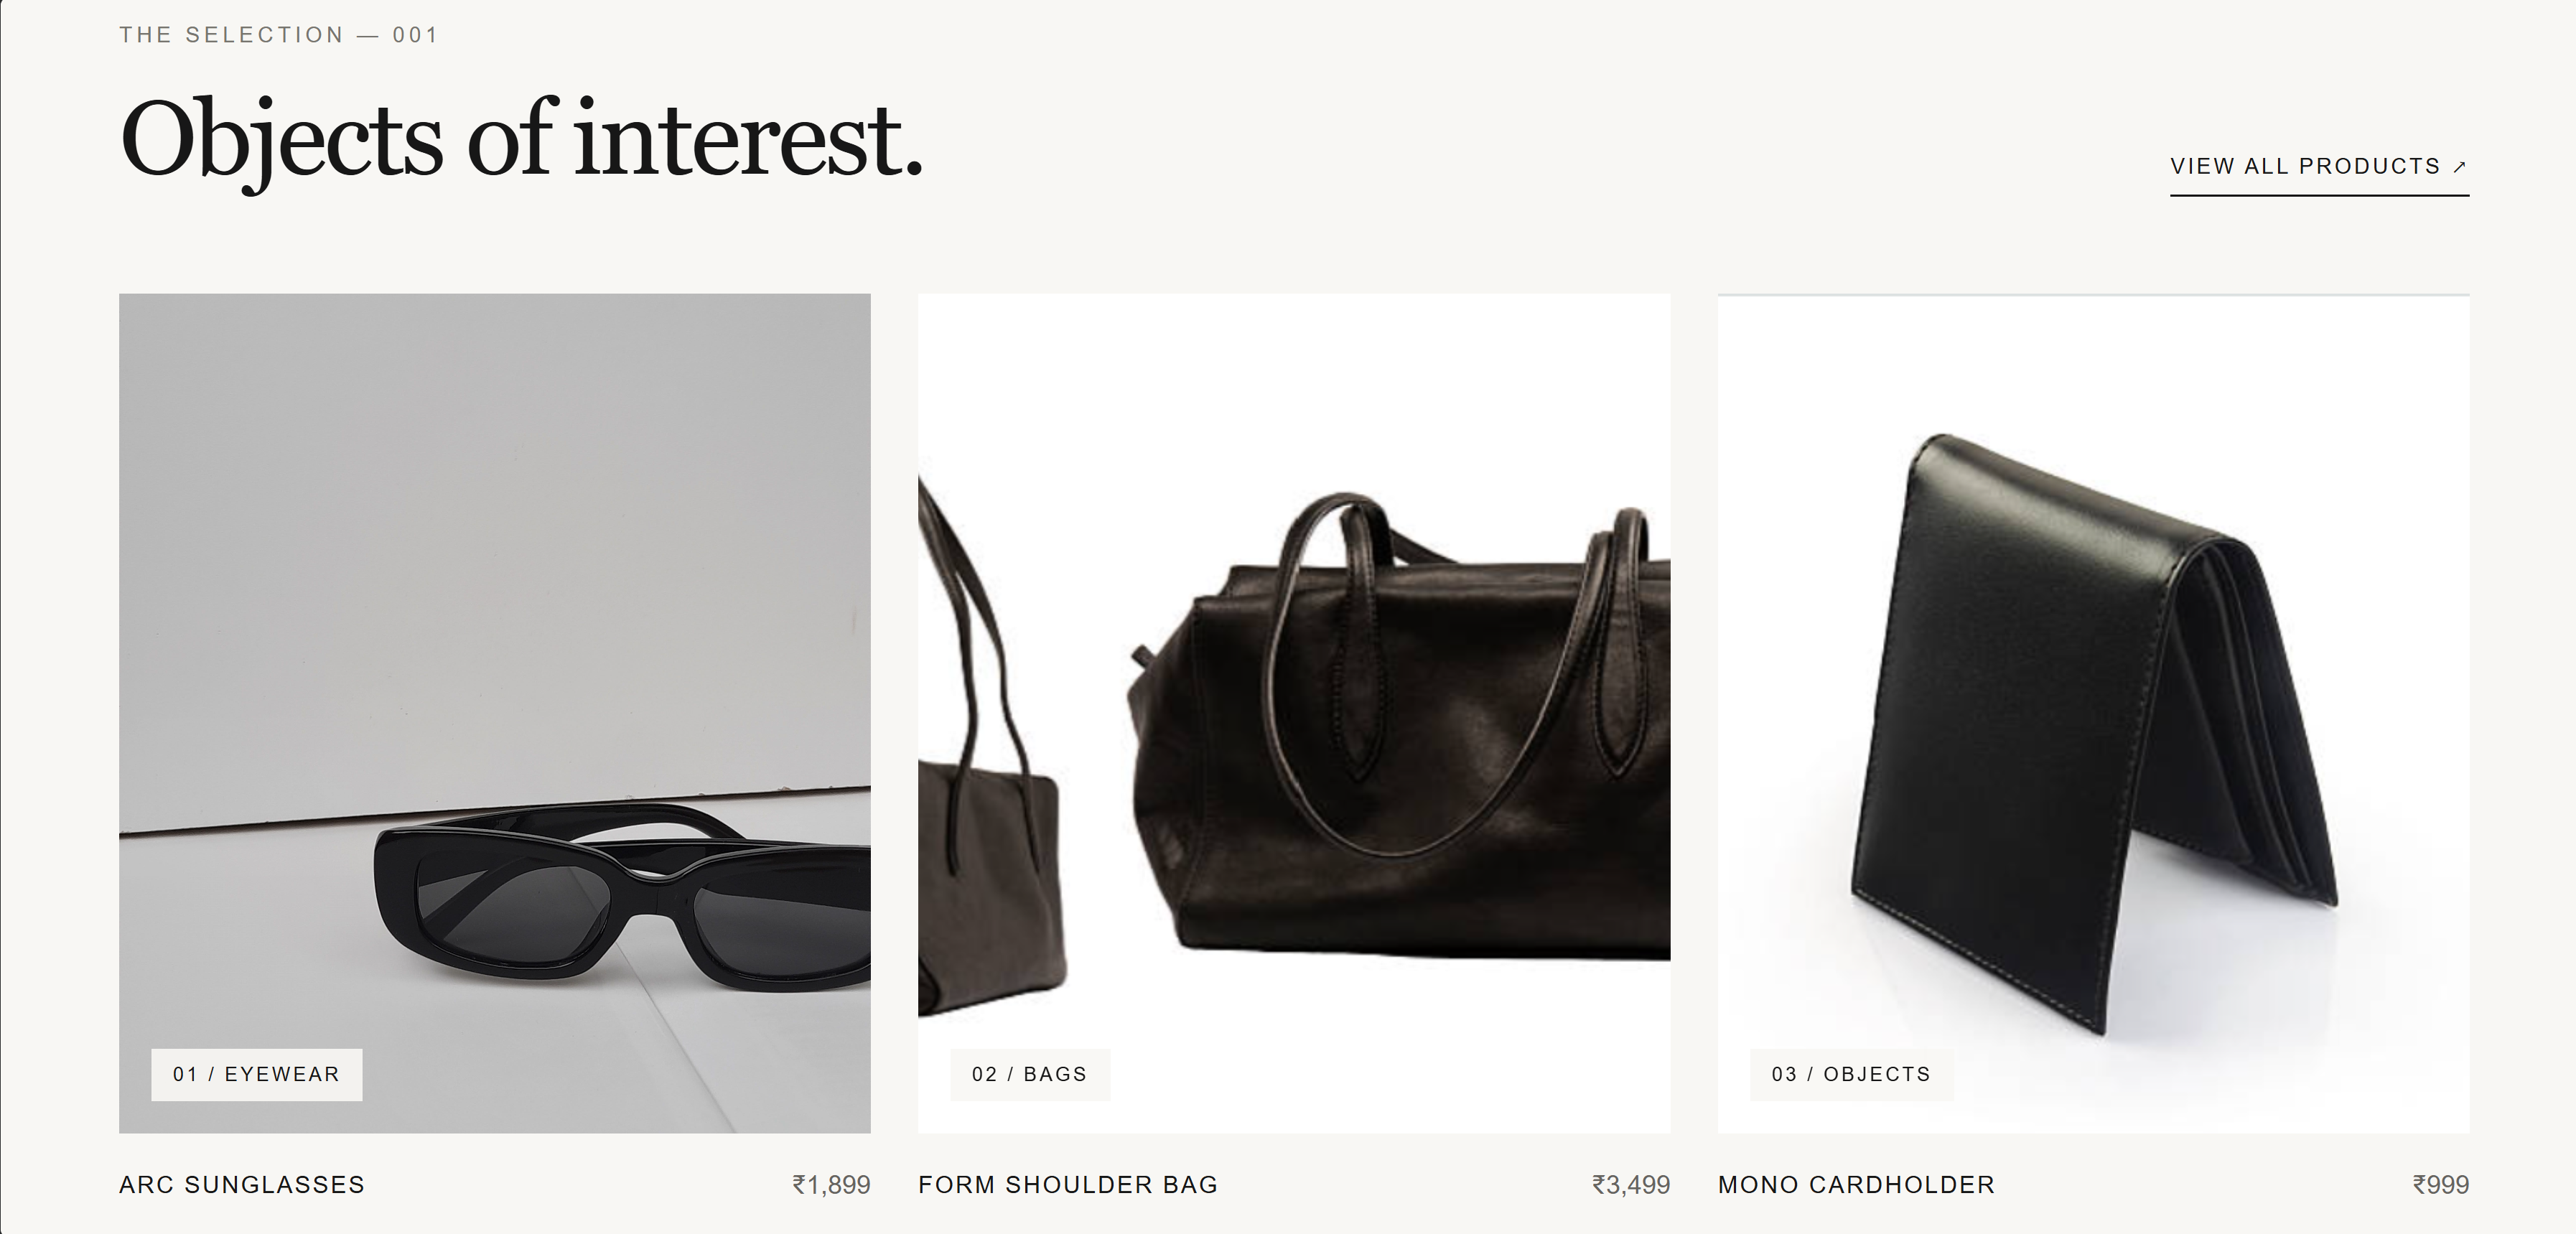 THE SELECTION — 001
Objects of interest.
VIEW ALL PRODUCTS ↗
01 / EYEWEAR
02 / BAGS
03 / OBJECTS
ARC SUNGLASSES
₹1,899
FORM SHOULDER BAG
₹3,499
MONO CARDHOLDER
₹999